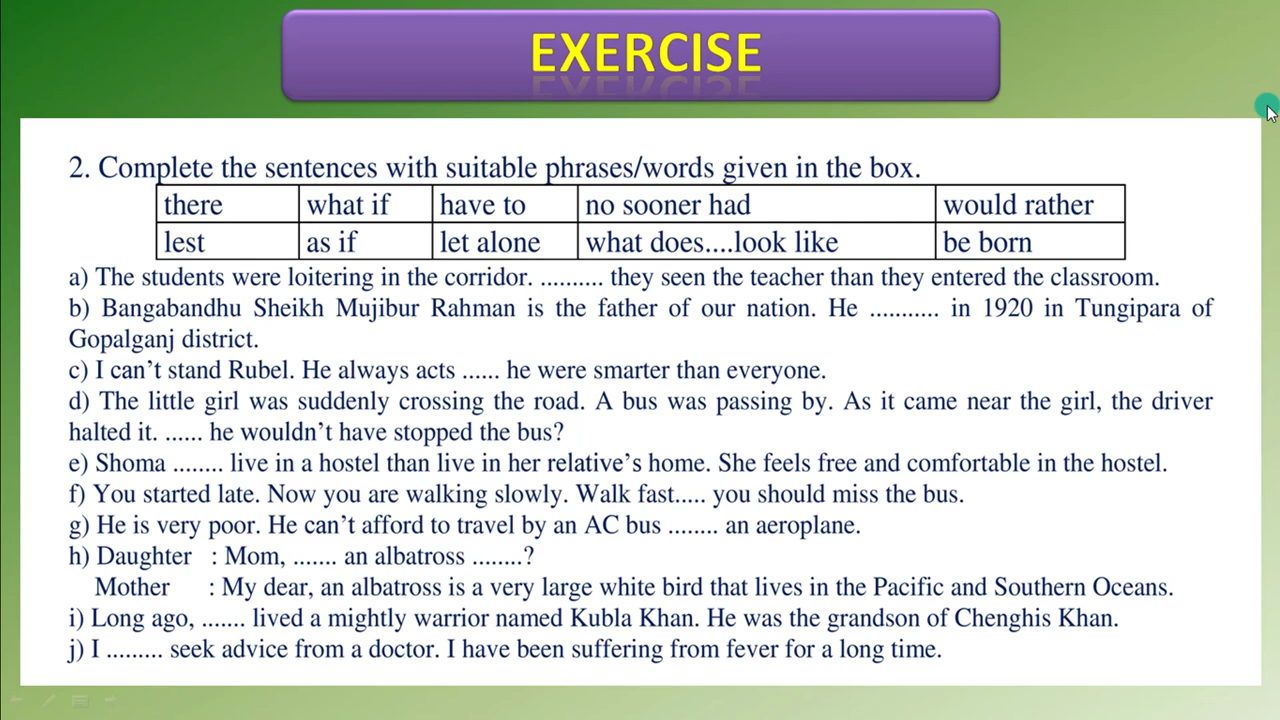 EXERCISE
2. Complete the sentences with suitable phrases/words given in the box.
there what if have to no sooner had would rather
lest as if let alone what does....look like be born
a) The students were loitering in the corridor. .......... they seen the teacher than they entered the classroom.
b) Bangabandhu Sheikh Mujibur Rahman is the father of our nation. He ........... in 1920 in Tungipara of
Gopalganj district.
c) I can’t stand Rubel. He always acts ...... he were smarter than everyone.
d) The little girl was suddenly crossing the road. A bus was passing by. As it came near the girl, the driver
halted it. ...... he wouldn’t have stopped the bus?
e) Shoma ........ live in a hostel than live in her relative’s home. She feels free and comfortable in the hostel.
f) You started late. Now you are walking slowly. Walk fast..... you should miss the bus.
g) He is very poor. He can’t afford to travel by an AC bus ........ an aeroplane.
h) Daughter : Mom, ....... an albatross ........?
Mother : My dear, an albatross is a very large white bird that lives in the Pacific and Southern Oceans.
i) Long ago, ....... lived a mightly warrior named Kubla Khan. He was the grandson of Chenghis Khan.
j) I ......... seek advice from a doctor. I have been suffering from fever for a long time.